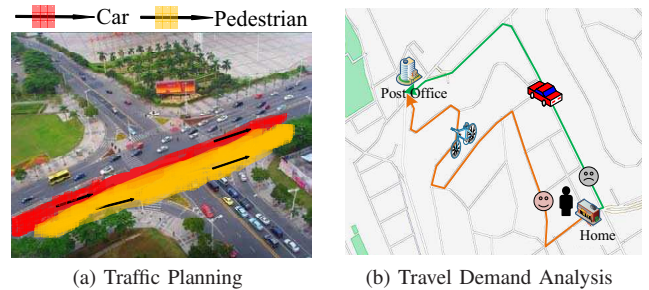 Car Pedestrian
Post Office
Home
(a) Traffic Planning (b) Travel Demand Analysis